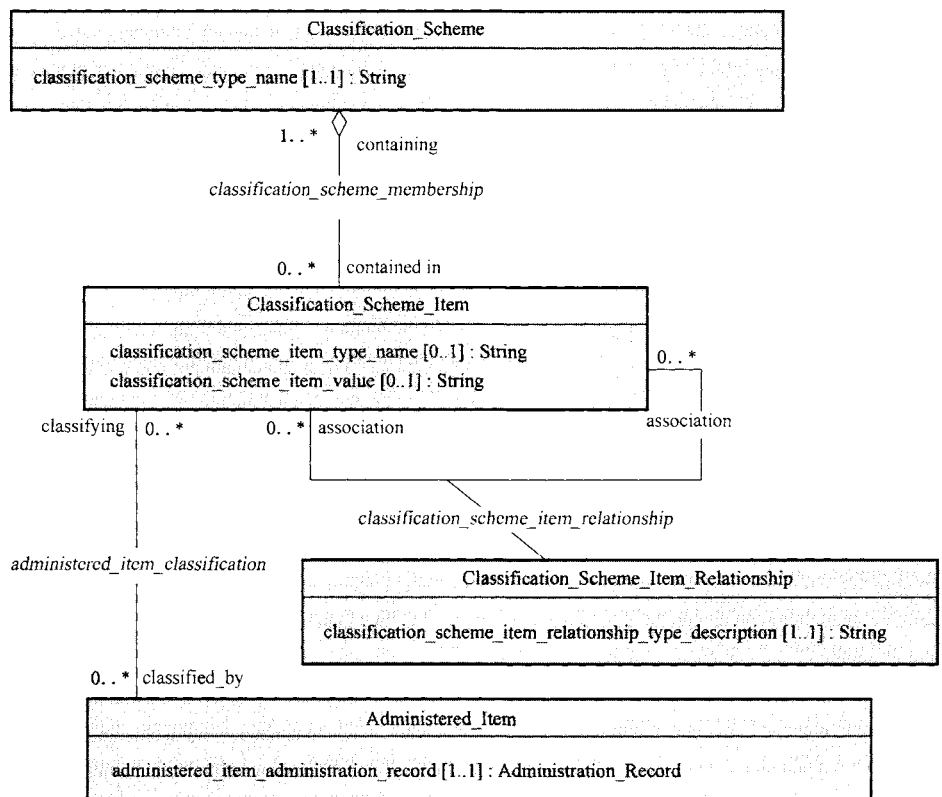 Classification_Scheme
classification_scheme_type_name [1..1] : String
1. . *
containing
classification_scheme_membership
0. . *
contained in
Classification_Scheme_Item
classification_scheme_item_type_name [0..1] : String
classification_scheme_item_value [0..1] : String
0. . *
association
classifying
0. . *
0. . *
association
classification_scheme_item_relationship
administered_item_classification
Classification_Scheme_Item_Relationship
classification_scheme_item_relationship_type_description [1..1] : String
0. . *
classified_by
Administered_Item
administered_item_administration_record [1..1] : Administration_Record